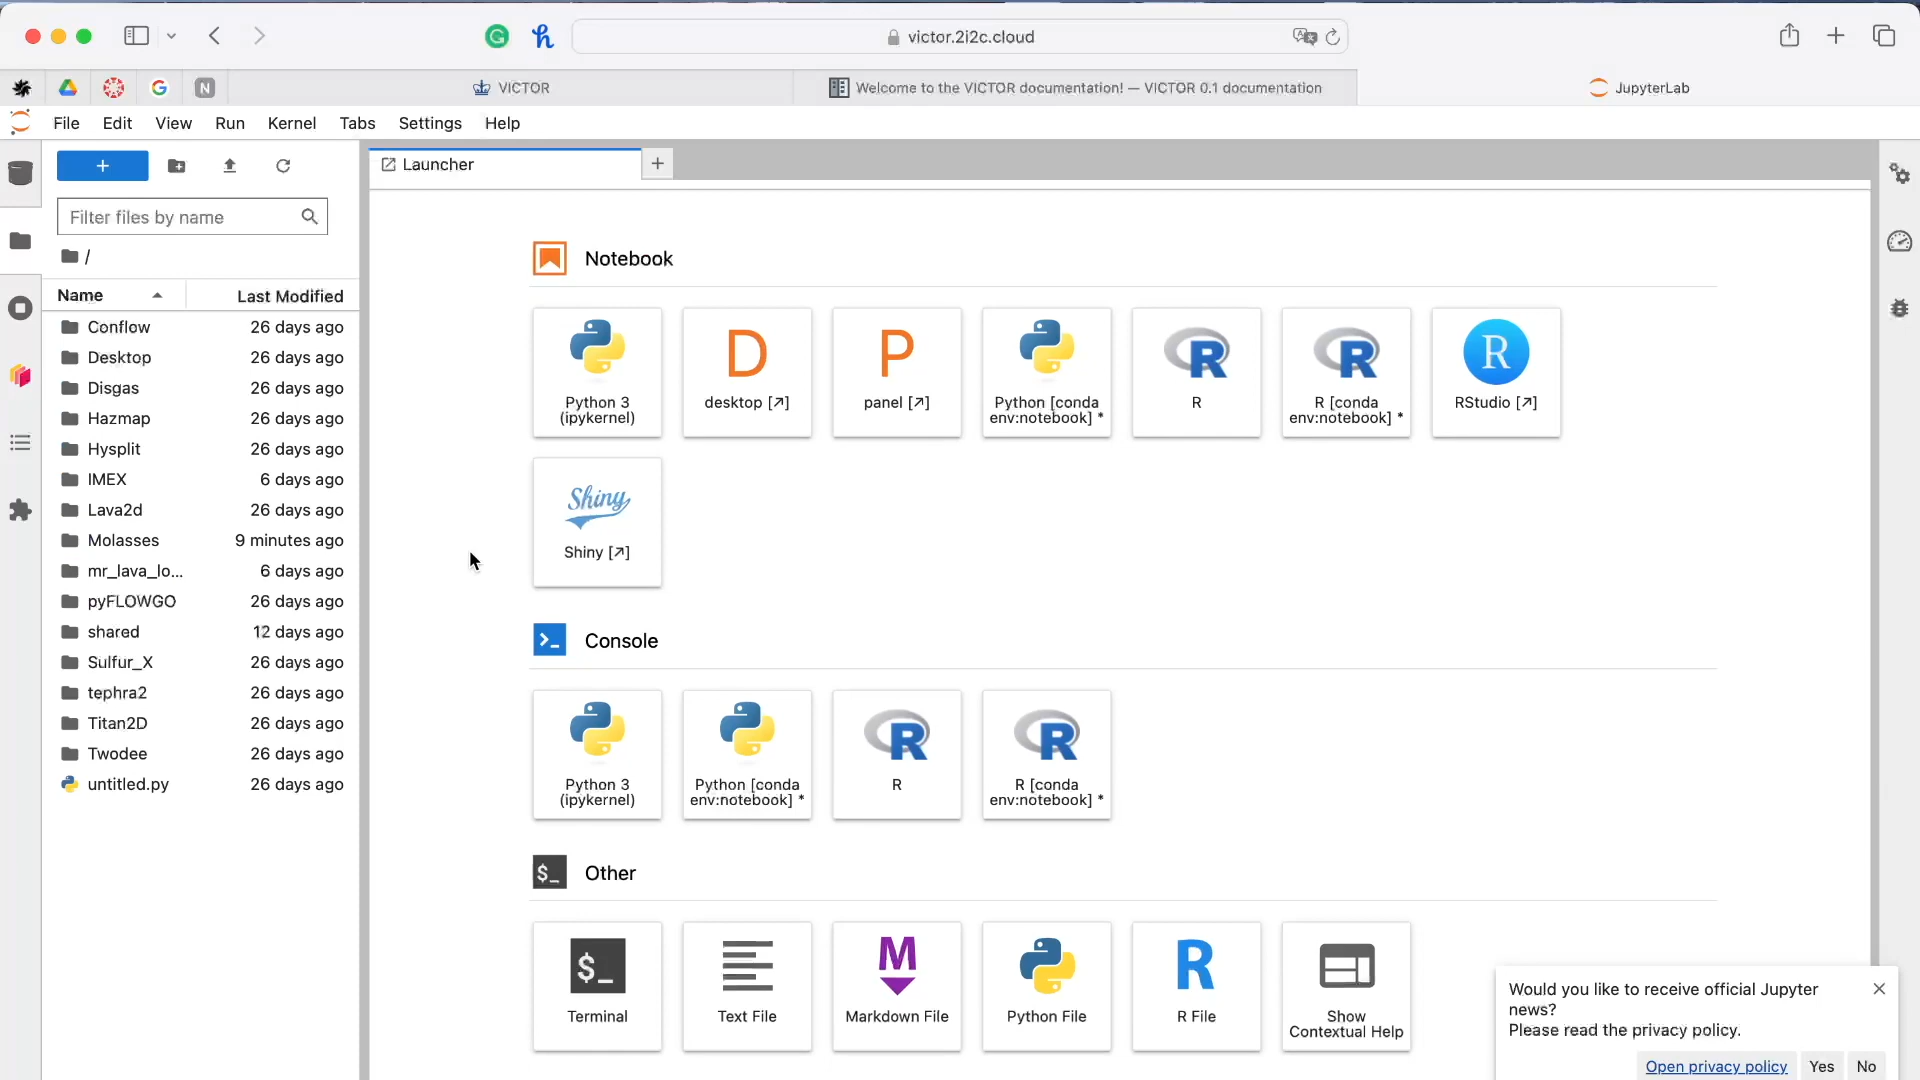 victor.2i2c.cloud
VICTOR
Welcome to the VICTOR documentation! — VICTOR 0.1 documentation
JupyterLab
File Edit View Run Kernel Tabs Settings Help
+
Launcher
Filter files by name
/
Name Last Modified
Conflow 26 days ago
Desktop 26 days ago
Disgas 26 days ago
Hazmap 26 days ago
Hysplit 26 days ago
IMEX 6 days ago
Lava2d 26 days ago
Molasses 9 minutes ago
mr_lava_lo... 6 days ago
pyFLOWGO 26 days ago
shared 12 days ago
Sulfur_X 26 days ago
tephra2 26 days ago
Titan2D 26 days ago
Twodee 26 days ago
untitled.py 26 days ago
Notebook
Python 3
(ipykernel)
D
desktop [↗]
P
panel [↗]
Python [conda
env:notebook] *
R
R
R
R [conda
env:notebook] *
R
RStudio [↗]
Shiny
Shiny [↗]
Console
Python 3
(ipykernel)
Python [conda
env:notebook] *
R
R
R
R [conda
env:notebook] *
$_ Other
$_
Terminal
Text File
M
Markdown File
Python File
R
R File
Show
Contextual Help
Would you like to receive official Jupyter
news?
Please read the privacy policy.
Open privacy policy Yes No